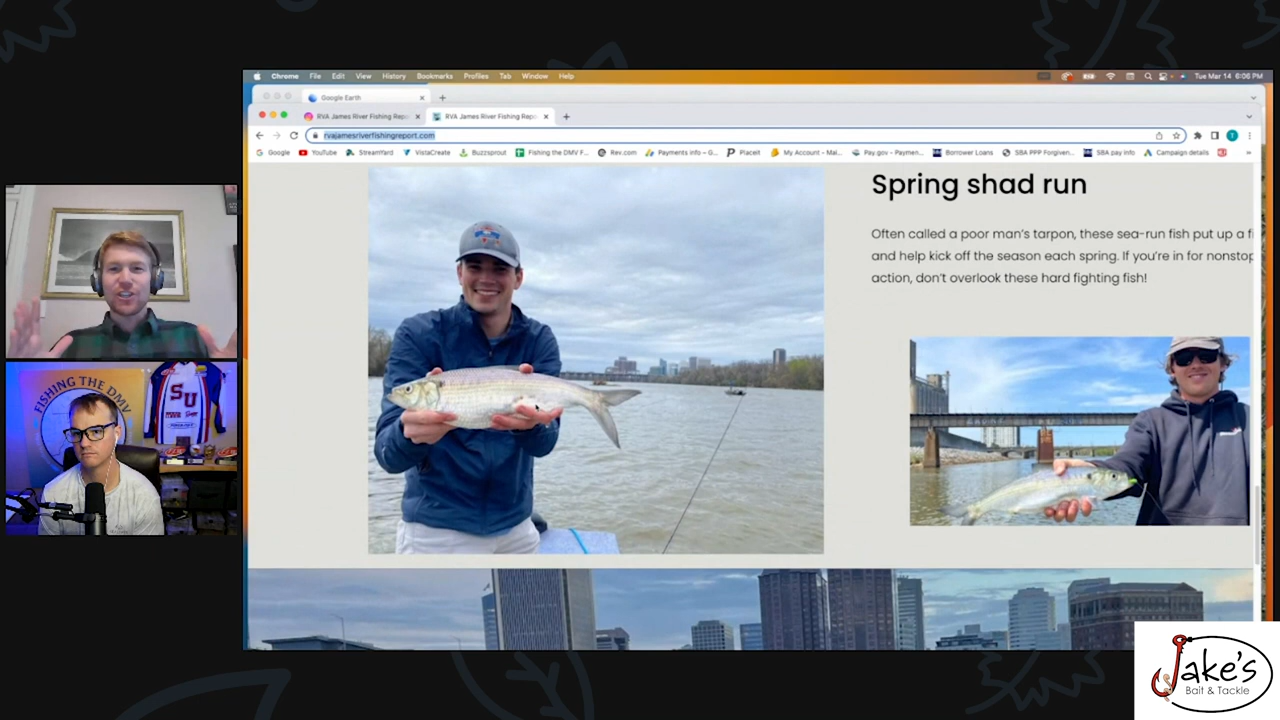 Chrome File Edit View History Bookmarks Profiles Tab Window Help
Tue Mar 14 6:06 PM
Google Earth
RVA James River Fishing Repo
RVA James River Fishing Repo
rvajamesriverfishingreport.com
Google YouTube StreamYard VistaCreate Buzzsprout Fishing the DMV F... Rev.com Payments info – G... PlaceIt My Account – Mai... Pay.gov - Paymen... Borrower Loans SBA PPP Forgiven... SBA pay info Campaign details
Spring shad run
Often called a poor man's tarpon, these sea-run fish put up a fi
and help kick off the season each spring. If you're in for nonstop
action, don't overlook these hard fighting fish!
FISHING THE DMV
SU
Jake's
Bait & Tackle